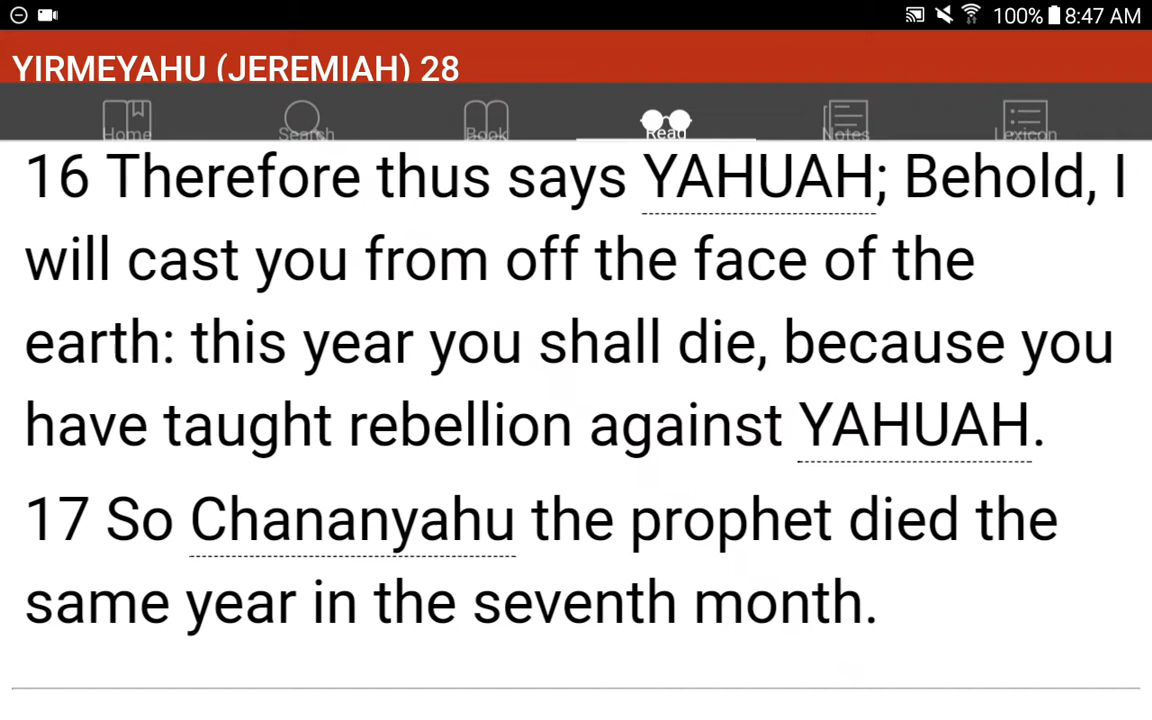 100% 8:47 AM
YIRMEYAHU (JEREMIAH) 28
Home Search Book Read Notes Lexicon
16 Therefore thus says YAHUAH; Behold, I
will cast you from off the face of the
earth: this year you shall die, because you
have taught rebellion against YAHUAH.
17 So Chananyahu the prophet died the
same year in the seventh month.